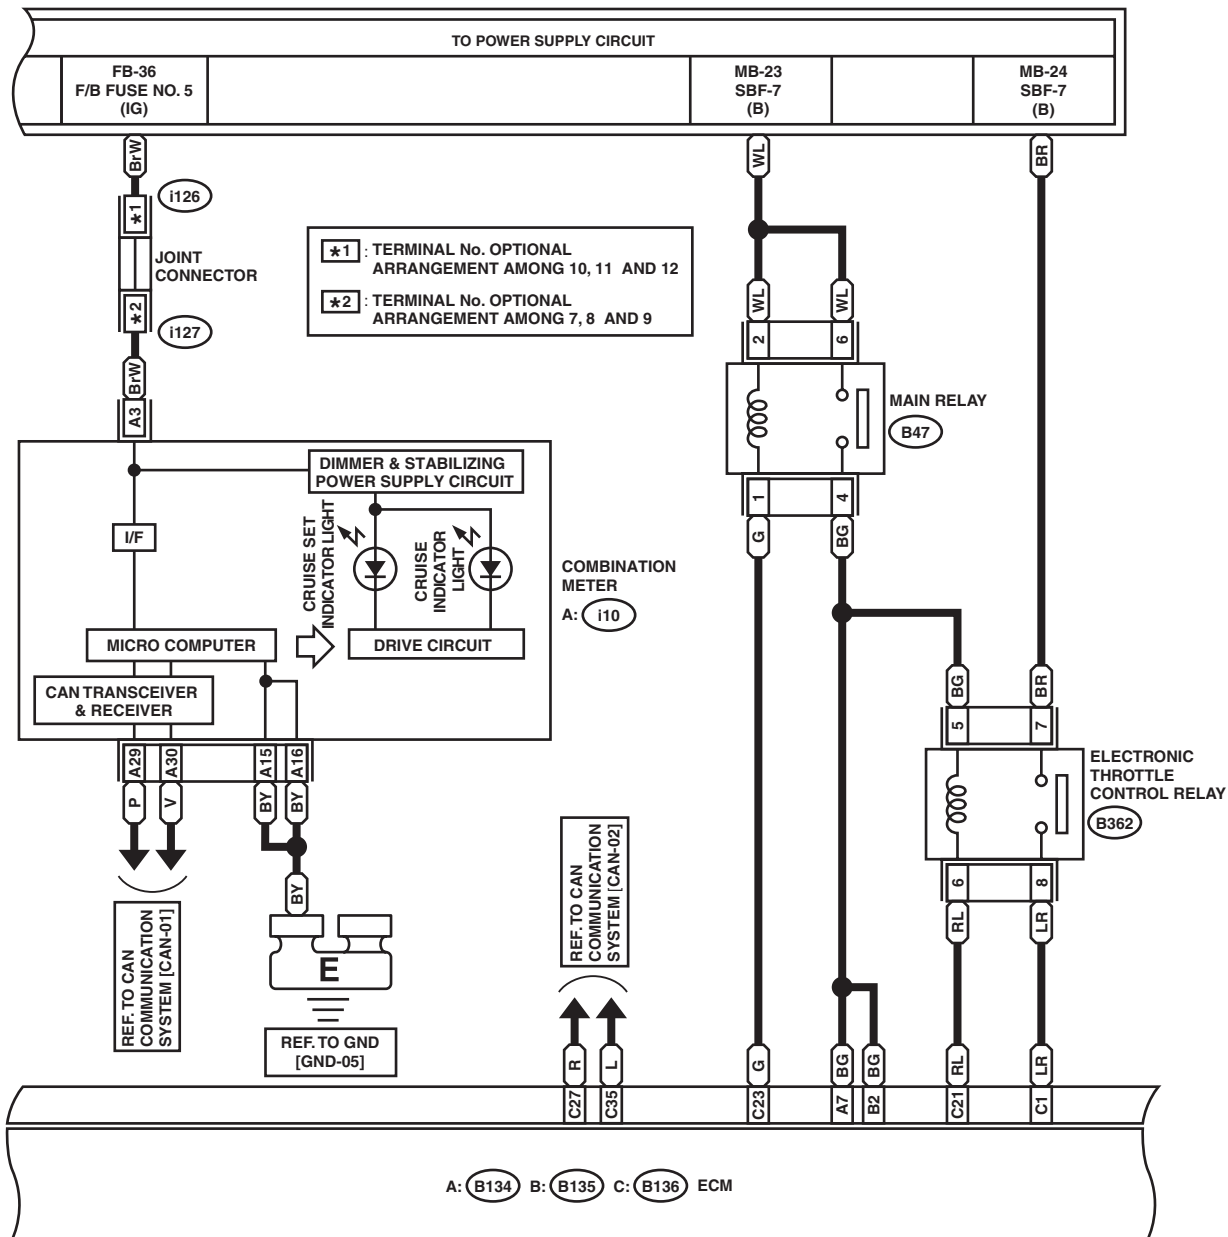 TO POWER SUPPLY CIRCUIT
FB-36
F/B FUSE NO. 5
(IG)
MB-23
SBF-7
(B)
MB-24
SBF-7
(B)
BrW
WL
BR
i126
*1
JOINT
CONNECTOR
*2
i127
BrW
A3
*1 : TERMINAL No. OPTIONAL
ARRANGEMENT AMONG 10, 11 AND 12
*2 : TERMINAL No. OPTIONAL
ARRANGEMENT AMONG 7, 8 AND 9
WL
WL
2
6
MAIN RELAY
B47
1
4
G
BG
DIMMER & STABILIZING
POWER SUPPLY CIRCUIT
I/F
CRUISE SET
INDICATOR LIGHT
CRUISE
INDICATOR
LIGHT
COMBINATION
METER
A: i10
MICRO COMPUTER
DRIVE CIRCUIT
CAN TRANSCEIVER
& RECEIVER
A29
A30
A15
A16
P
V
BY
BY
BY
BG
BR
5
7
ELECTRONIC
THROTTLE
CONTROL RELAY
B362
6
8
RL
LR
REF. TO CAN
COMMUNICATION
SYSTEM [CAN-01]
E
REF. TO GND
[GND-05]
REF. TO CAN
COMMUNICATION
SYSTEM [CAN-02]
R
L
G
BG
BG
RL
LR
C27
C35
C23
A7
B2
C21
C1
A: B134 B: B135 C: B136 ECM